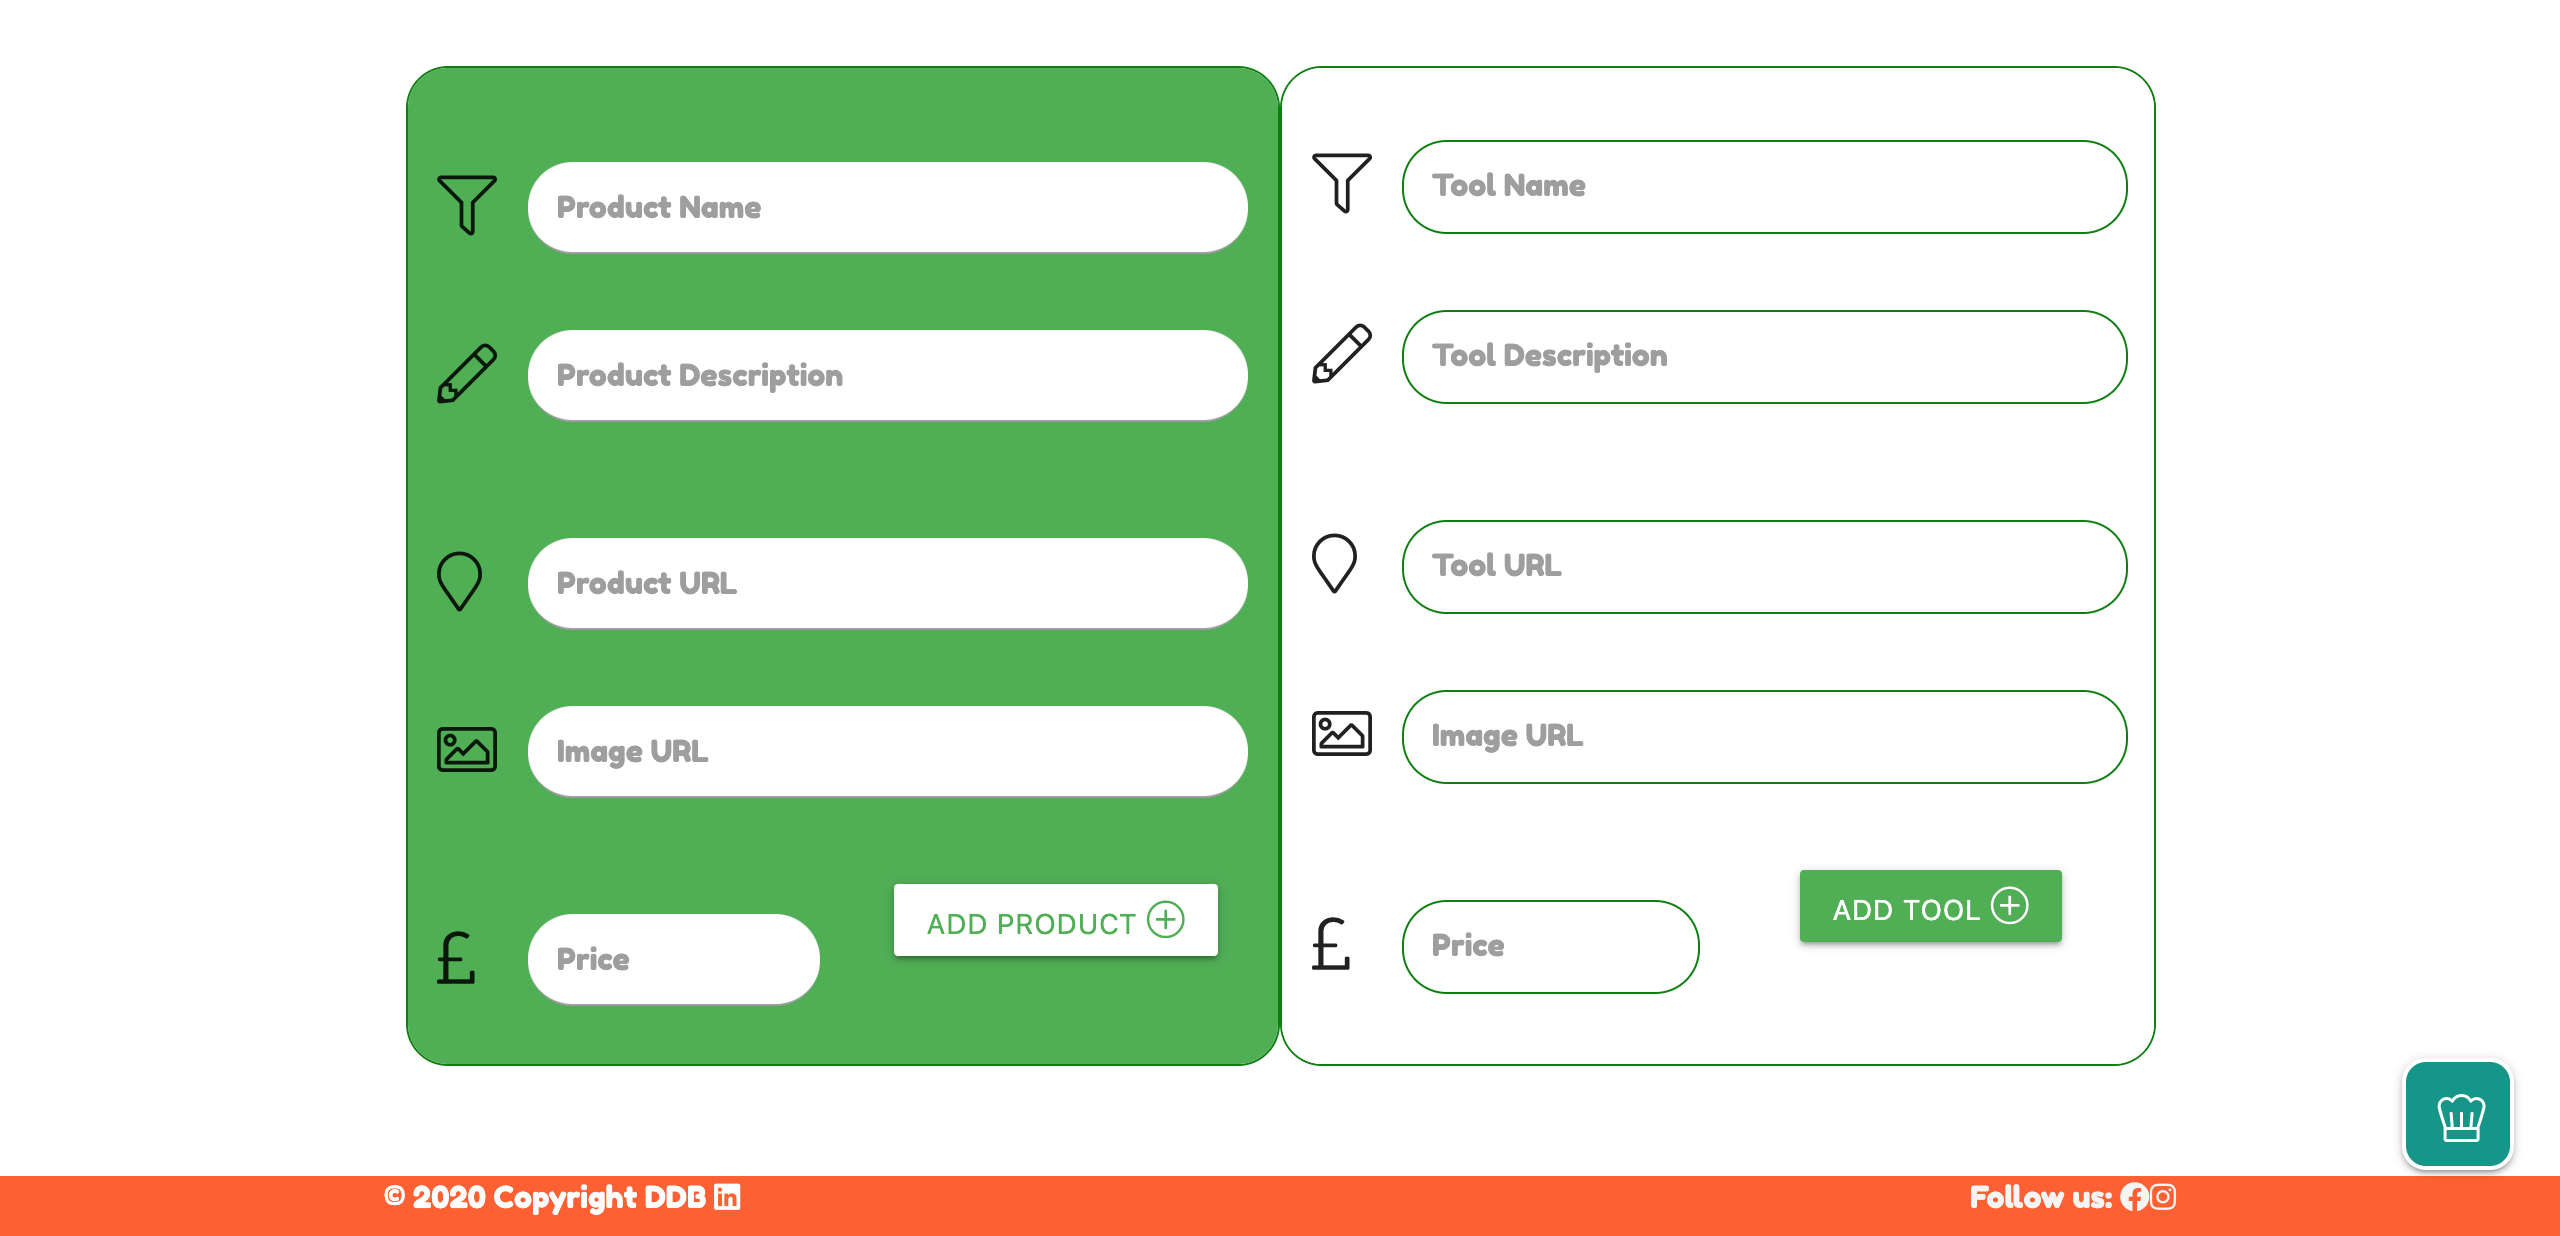 Product Name
Product Description
Product URL
Image URL
Price
ADD PRODUCT
Tool Name
Tool Description
Tool URL
Image URL
Price
ADD TOOL
© 2020 Copyright DDB
Follow us: